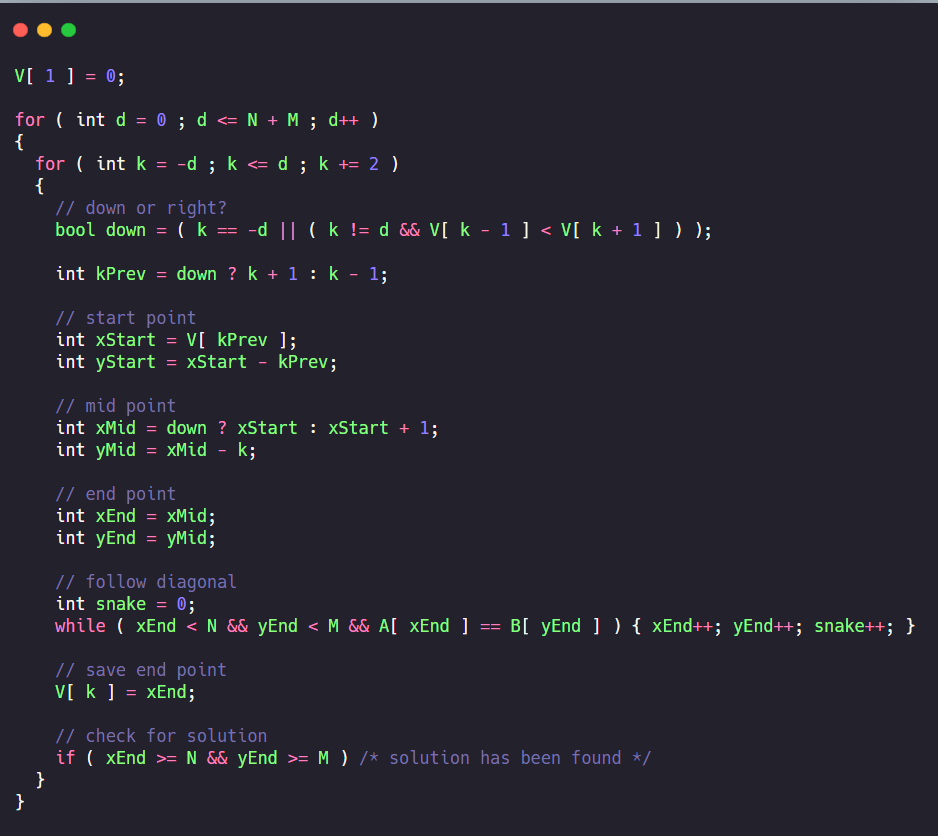 V[ 1 ] = 0;
for ( int d = 0 ; d <= N + M ; d++ )
{
for ( int k = -d ; k <= d ; k += 2 )
{
// down or right?
bool down = ( k == -d || ( k != d && V[ k - 1 ] < V[ k + 1 ] ) );
int kPrev = down ? k + 1 : k - 1;
// start point
int xStart = V[ kPrev ];
int yStart = xStart - kPrev;
// mid point
int xMid = down ? xStart : xStart + 1;
int yMid = xMid - k;
// end point
int xEnd = xMid;
int yEnd = yMid;
// follow diagonal
int snake = 0;
while ( xEnd < N && yEnd < M && A[ xEnd ] == B[ yEnd ] ) { xEnd++; yEnd++; snake++; }
// save end point
V[ k ] = xEnd;
// check for solution
if ( xEnd >= N && yEnd >= M ) /* solution has been found */
}
}